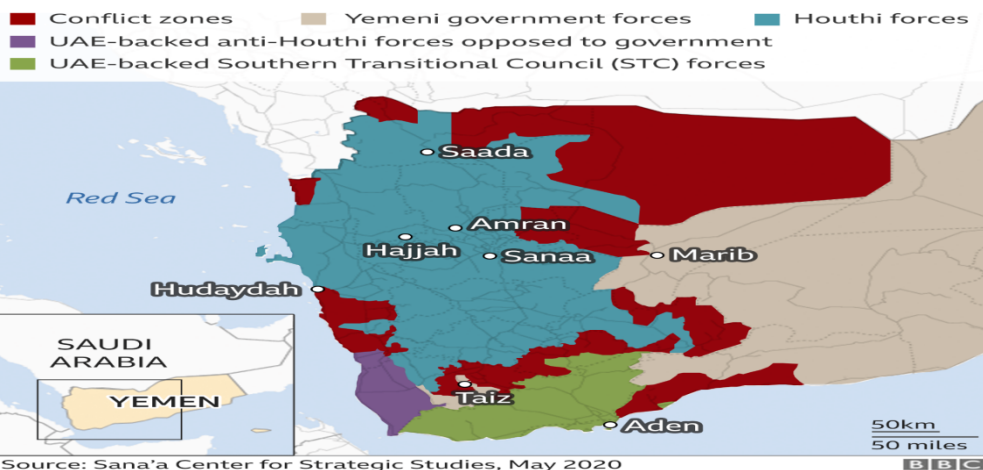 Conflict zones
Yemeni government forces
Houthi forces
UAE-backed anti-Houthi forces opposed to government
UAE-backed Southern Transitional Council (STC) forces
Saada
Red Sea
Amran
Hajjah
Sanaa
Marib
Hudaydah
SAUDI
ARABIA
YEMEN
Taiz
Aden
50km
50 miles
Source: Sana'a Center for Strategic Studies, May 2020
BBC